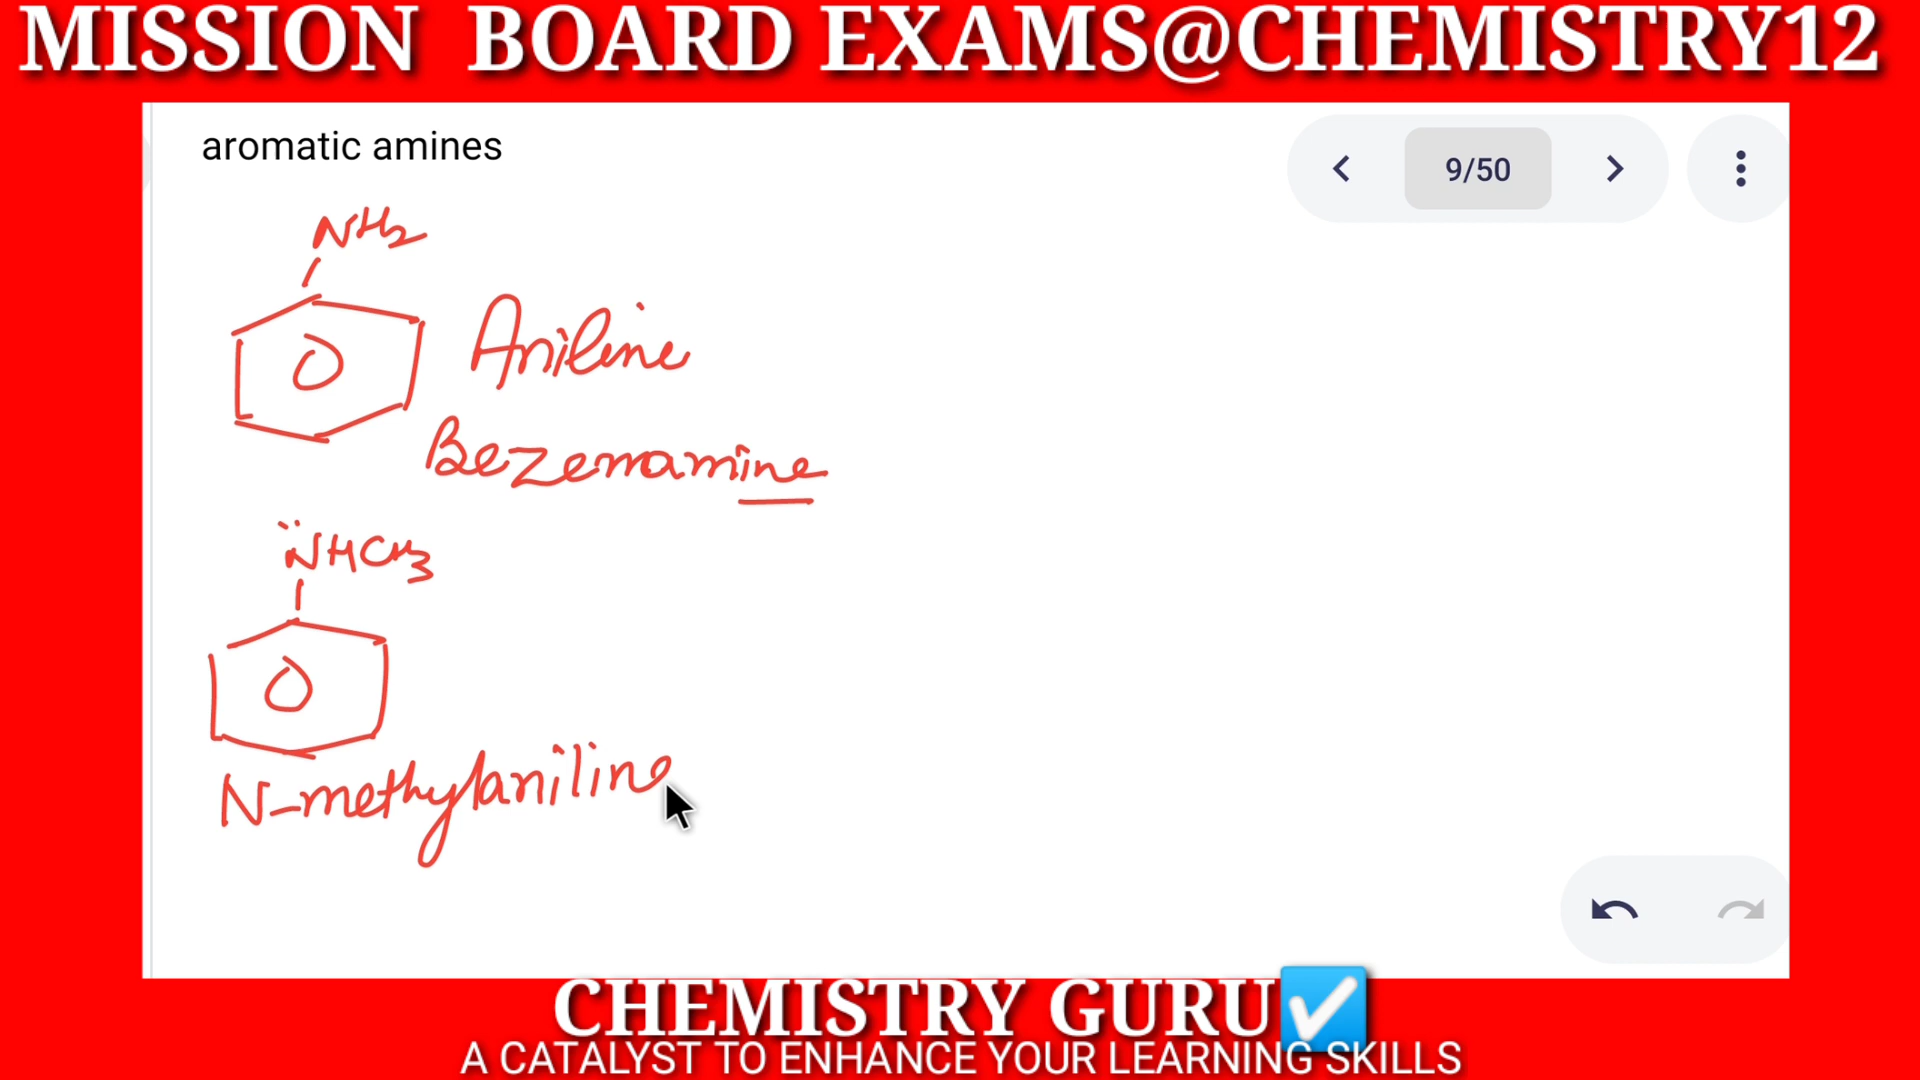 MISSION BOARD EXAMS@CHEMISTRY12
aromatic amines
9/50
NH2
Aniline
Bezenamine
NHCH3
N-methylaniline
CHEMISTRY GURU✅
A CATALYST TO ENHANCE YOUR LEARNING SKILLS